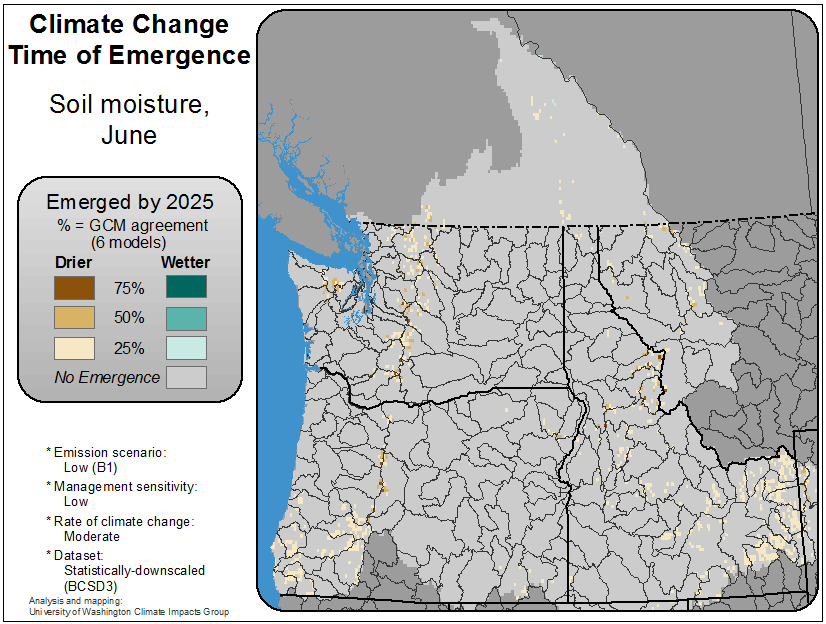 Climate Change
Time of Emergence
Soil moisture,
June
Emerged by 2025
% = GCM agreement
(6 models)
Drier Wetter
75%
50%
25%
No Emergence
* Emission scenario:
Low (B1)
* Management sensitivity:
Low
* Rate of climate change:
Moderate
* Dataset:
Statistically-downscaled
(BCSD3)
Analysis and mapping:
University of Washington Climate Impacts Group